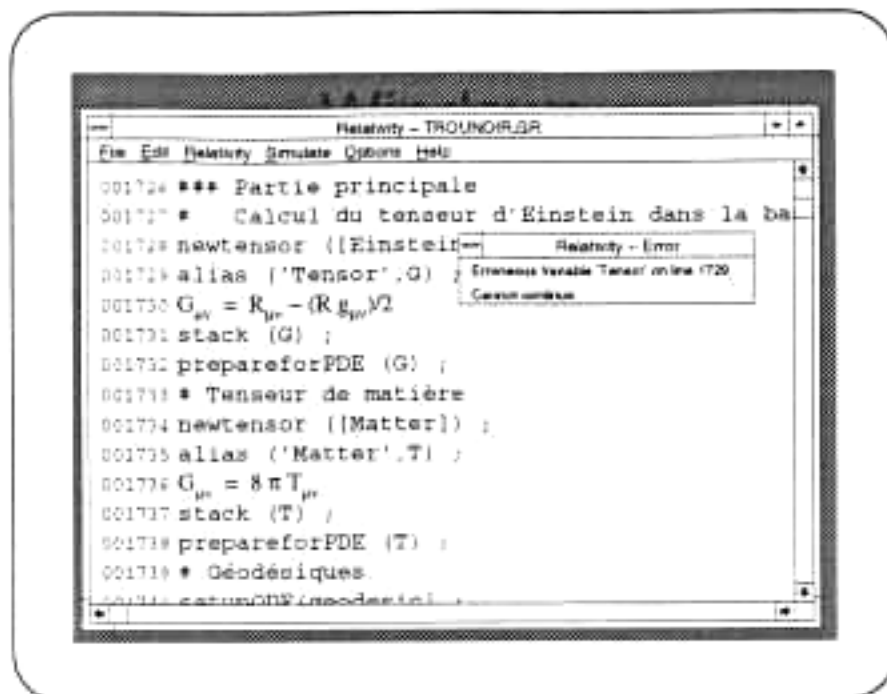 Relativity – TROUNOIR.GR
File Edit Relativity Simulate Options Help
001726 ### Partie principale
001727 # Calcul du tenseur d'Einstein dans la ba
001728 newtensor ([Einstein
001729 alias ('Tensor',G) ;
001730 Gμν = Rμν – (R gμν)/2
001731 stack (G) ;
001732 prepareforPDE (G) ;
001733 # Tenseur de matière
001734 newtensor ([Matter]) ;
001735 alias ('Matter',T) ;
001736 Gμν = 8 π Tμν
001737 stack (T) ;
001738 prepareforPDE (T) ;
001739 # Géodésiques
Relativity – Error
Erroneous Variable 'Tensor' on line 1729
Cannot continue